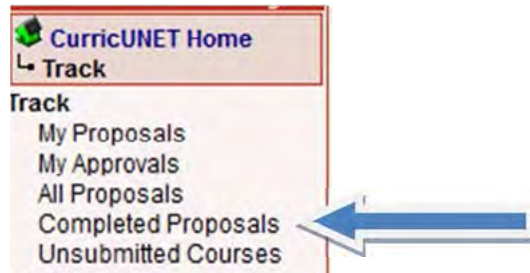 CurricUNET Home
Track
Track
My Proposals
My Approvals
All Proposals
Completed Proposals
Unsubmitted Courses